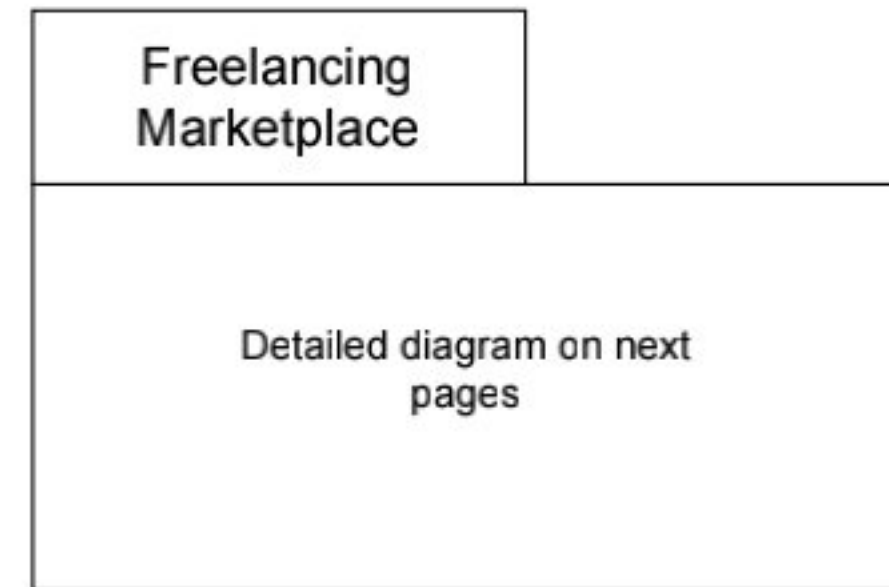 Freelancing
Marketplace
Detailed diagram on next
pages